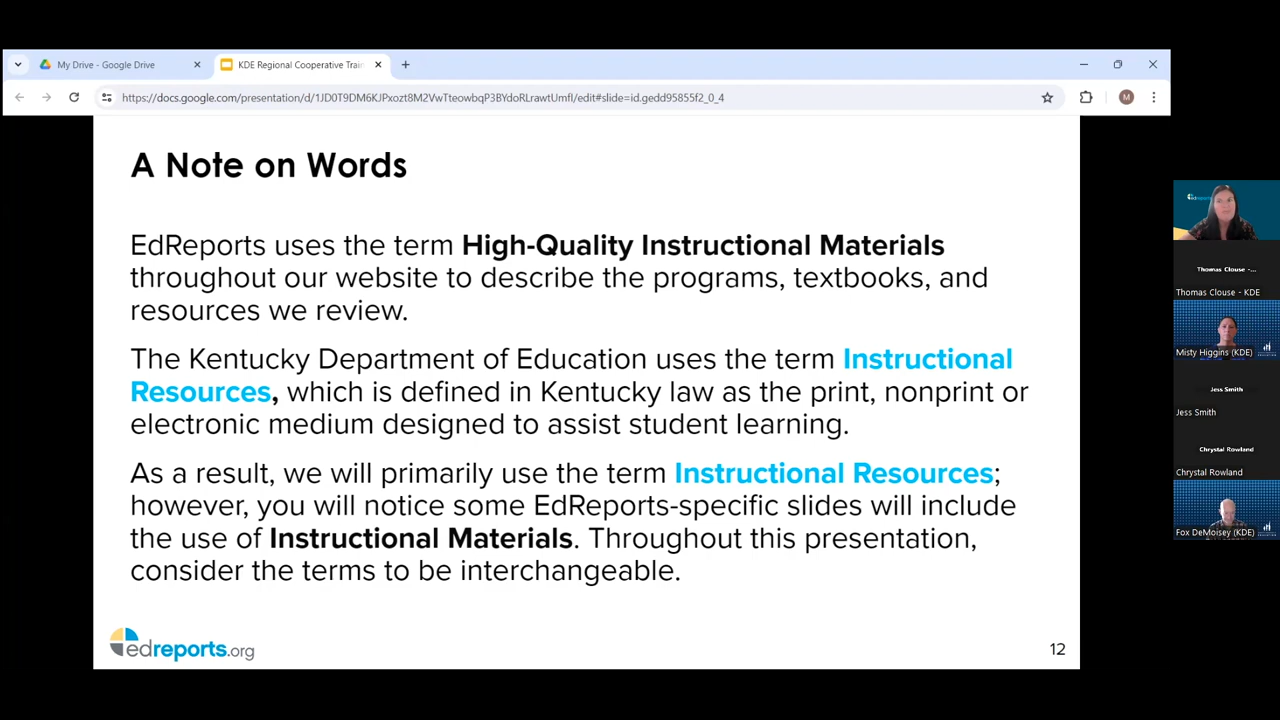 My Drive - Google Drive
KDE Regional Cooperative Train
https://docs.google.com/presentation/d/1JD0T9DM6KJPxozt8M2VwTteowbqP3BYdoRLrawtUmfI/edit#slide=id.gedd95855f2_0_4
M
A Note on Words
EdReports uses the term High-Quality Instructional Materials
throughout our website to describe the programs, textbooks, and
resources we review.
The Kentucky Department of Education uses the term Instructional
Resources, which is defined in Kentucky law as the print, nonprint or
electronic medium designed to assist student learning.
As a result, we will primarily use the term Instructional Resources;
however, you will notice some EdReports-specific slides will include
the use of Instructional Materials. Throughout this presentation,
consider the terms to be interchangeable.
edreports.org
12
edreports
Thomas Clouse -...
Thomas Clouse - KDE
Misty Higgins (KDE)
Jess Smith
Jess Smith
Chrystal Rowland
Chrystal Rowland
Fox DeMoisey (KDE)